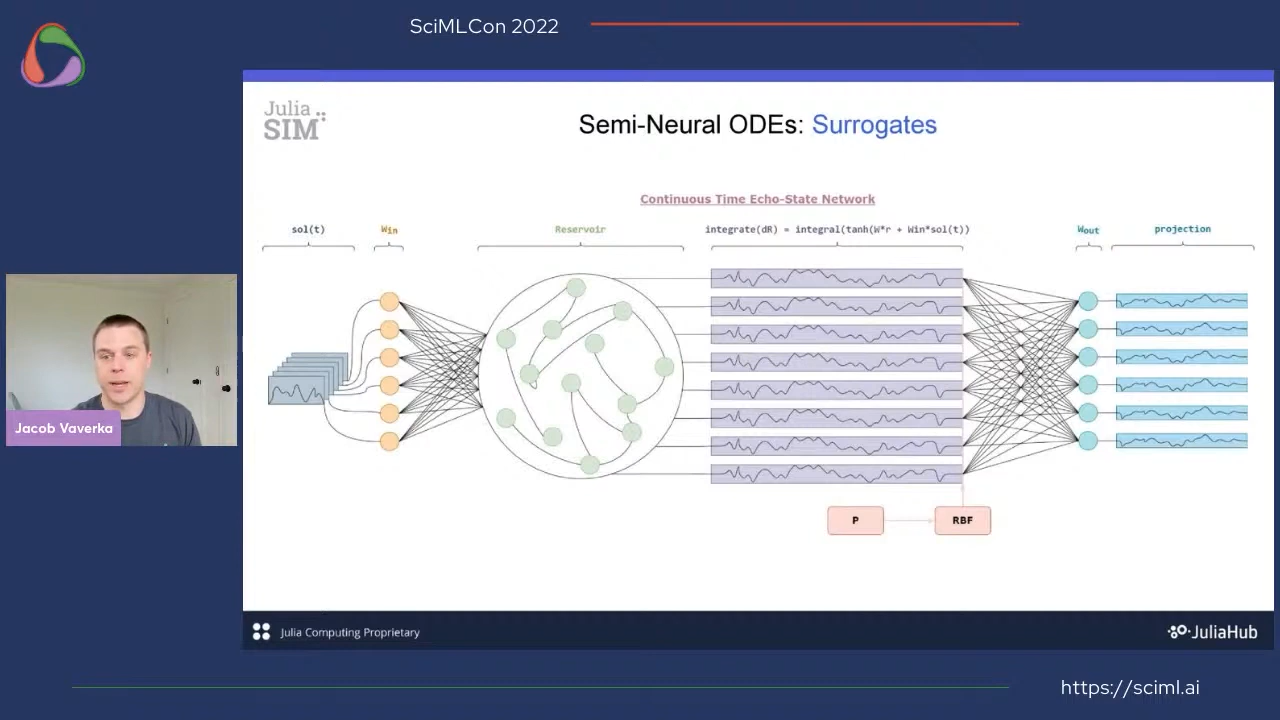 SciMLCon 2022
Julia
SIM
Semi-Neural ODEs: Surrogates
Continuous Time Echo-State Network
sol(t)
Win
Reservoir
integrate(dR) = integral(tanh(W*r + Win*sol(t))
Wout
projection
Jacob Vaverka
P
RBF
Julia Computing Proprietary
JuliaHub
https://sciml.ai